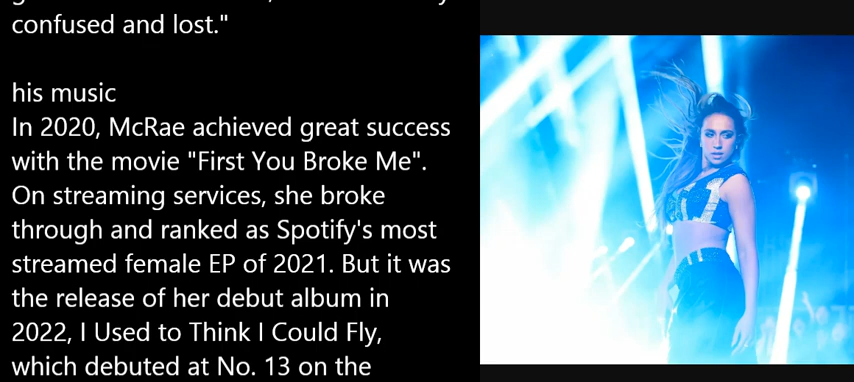 confused and lost."
his music
In 2020, McRae achieved great success
with the movie "First You Broke Me".
On streaming services, she broke
through and ranked as Spotify's most
streamed female EP of 2021. But it was
the release of her debut album in
2022, I Used to Think I Could Fly,
which debuted at No. 13 on the